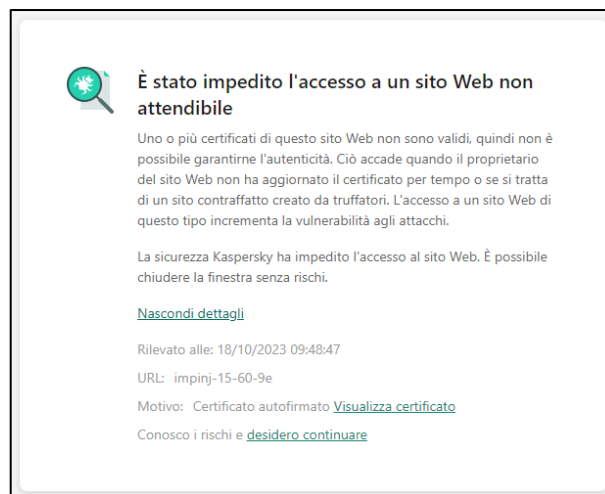 È stato impedito l'accesso a un sito Web non
attendibile
Uno o più certificati di questo sito Web non sono validi, quindi non è
possibile garantirne l'autenticità. Ciò accade quando il proprietario
del sito Web non ha aggiornato il certificato per tempo o se si tratta
di un sito contraffatto creato da truffatori. L'accesso a un sito Web di
questo tipo incrementa la vulnerabilità agli attacchi.
La sicurezza Kaspersky ha impedito l'accesso al sito Web. È possibile
chiudere la finestra senza rischi.
Nascondi dettagli
Rilevato alle: 18/10/2023 09:48:47
URL: impinj-15-60-9e
Motivo: Certificato autofirmato Visualizza certificato
Conosco i rischi e desidero continuare